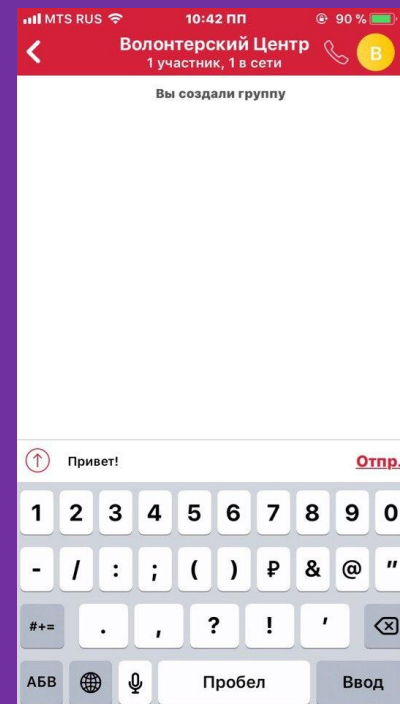 MTS RUS 10:42 ПП 90 %
Волонтерский Центр
1 участник, 1 в сети
В
Вы создали группу
Привет! Отпр.
1 2 3 4 5 6 7 8 9 0
- / : ; ( ) ₽ & @ "
#+= . , ? ! '
АБВ Пробел Ввод